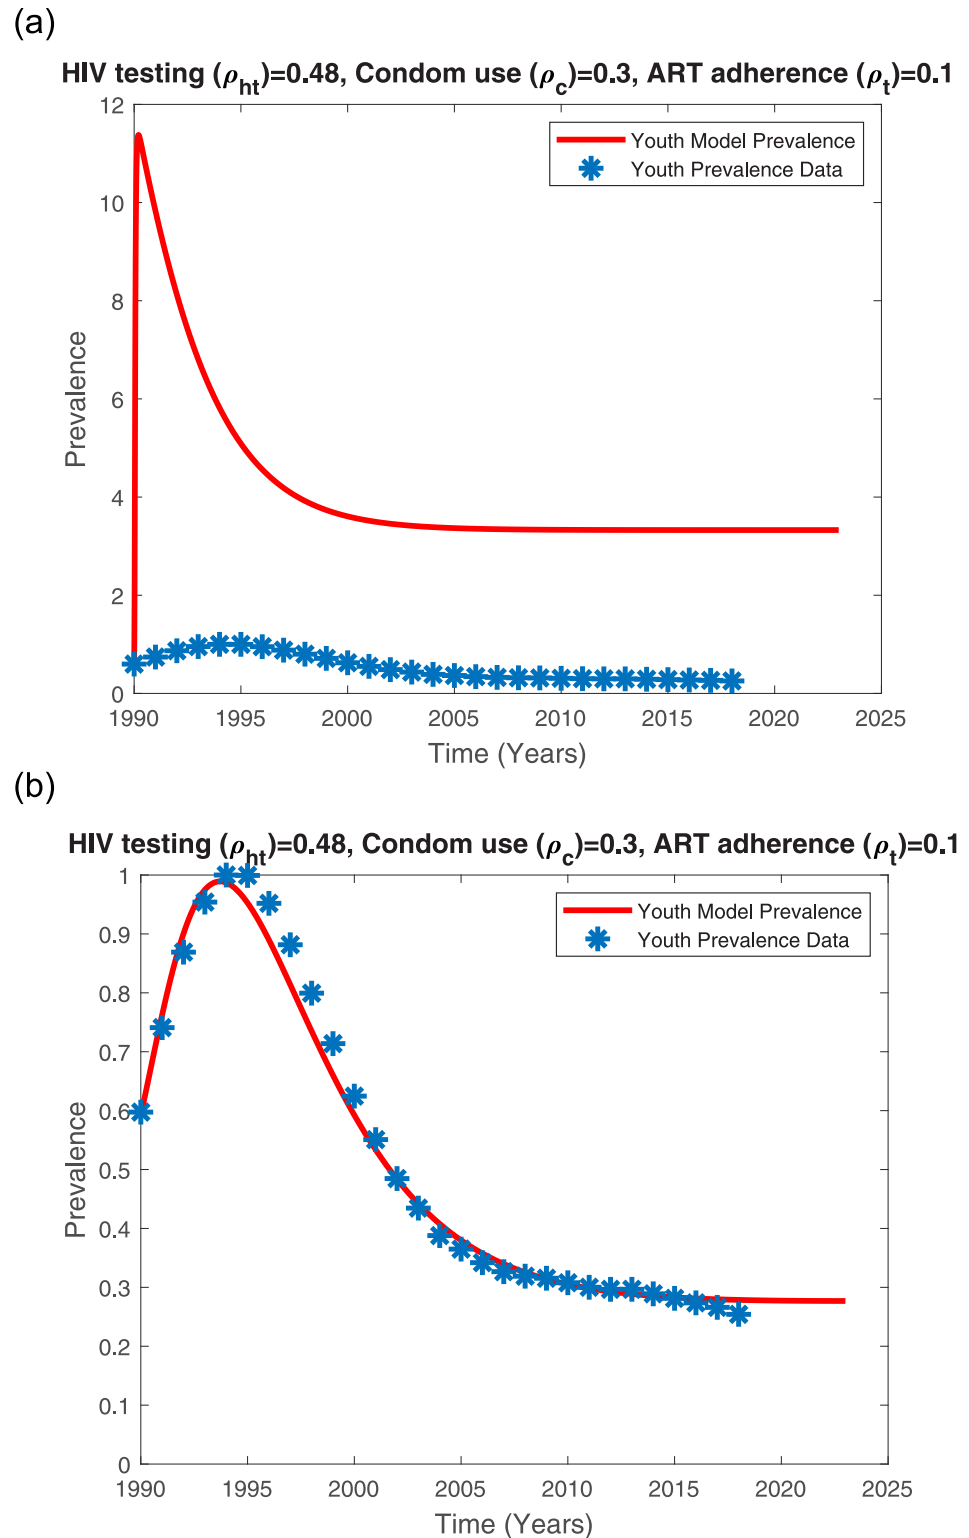 (a)
HIV testing (ρht)=0.48, Condom use (ρc)=0.3, ART adherence (ρt)=0.1
12
Youth Model Prevalence
Youth Prevalence Data
10
8
6
4
2
0
Prevalence
1990 1995 2000 2005 2010 2015 2020 2025
Time (Years)
(b)
HIV testing (ρht)=0.48, Condom use (ρc)=0.3, ART adherence (ρt)=0.1
1
Youth Model Prevalence
Youth Prevalence Data
0.9
0.8
0.7
0.6
0.5
0.4
0.3
0.2
0.1
0
Prevalence
1990 1995 2000 2005 2010 2015 2020 2025
Time (Years)